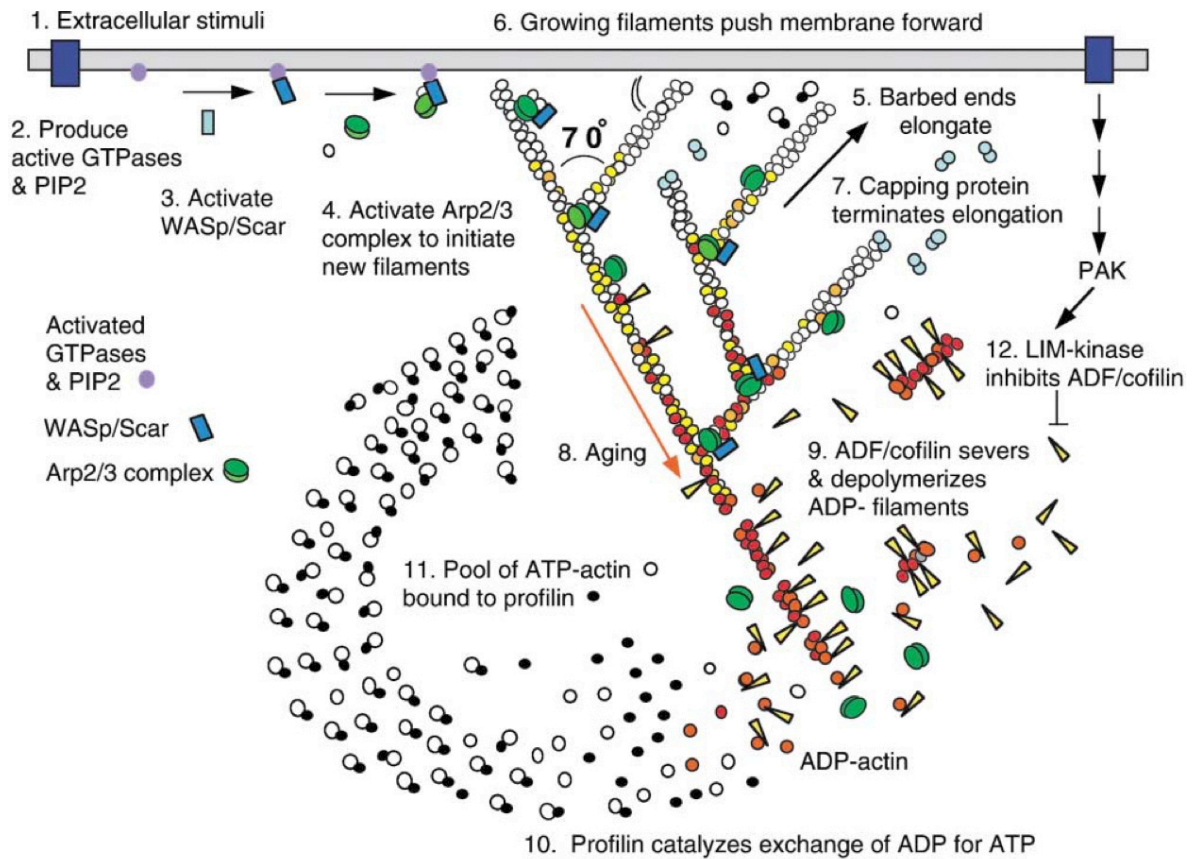 1. Extracellular stimuli
6. Growing filaments push membrane forward
2. Produce
active GTPases
& PIP2
3. Activate
WASp/Scar
4. Activate Arp2/3
complex to initiate
new filaments
70°
5. Barbed ends
elongate
7. Capping protein
terminates elongation
PAK
12. LIM-kinase
inhibits ADF/cofilin
Activated
GTPases
& PIP2
WASp/Scar
Arp2/3 complex
8. Aging
9. ADF/cofilin severs
& depolymerizes
ADP- filaments
11. Pool of ATP-actin
bound to profilin
ADP-actin
10. Profilin catalyzes exchange of ADP for ATP